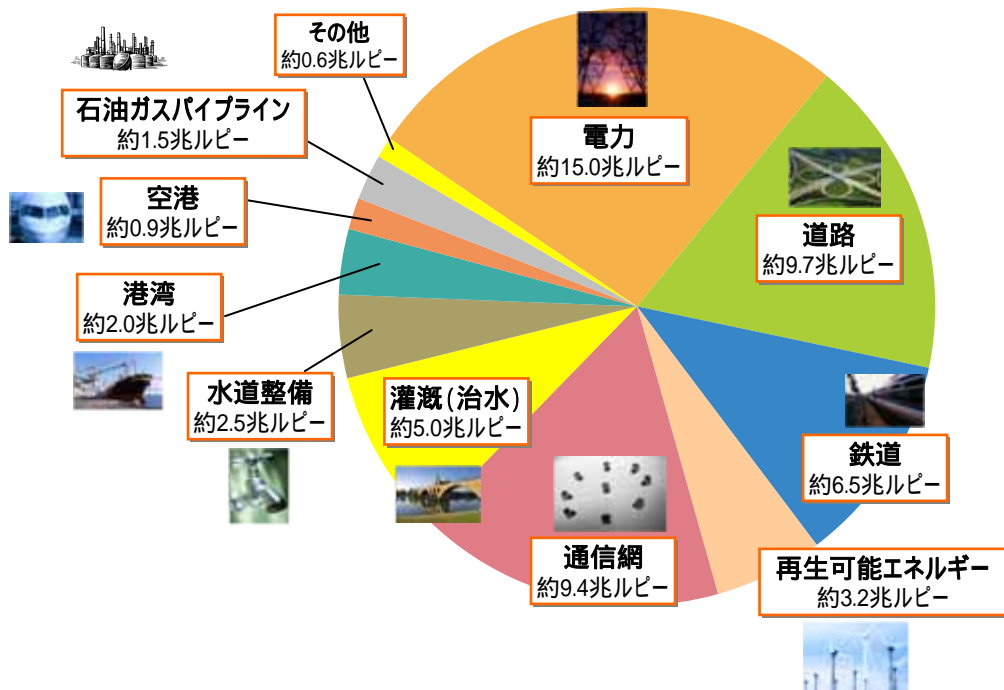 その他
約0.6兆ルピー
石油ガスパイプライン
約1.5兆ルピー
空港
約0.9兆ルピー
港湾
約2.0兆ルピー
水道整備
約2.5兆ルピー
灌漑(治水)
約5.0兆ルピー
電力
約15.0兆ルピー
道路
約9.7兆ルピー
鉄道
約6.5兆ルピー
再生可能エネルギー
約3.2兆ルピー
通信網
約9.4兆ルピー